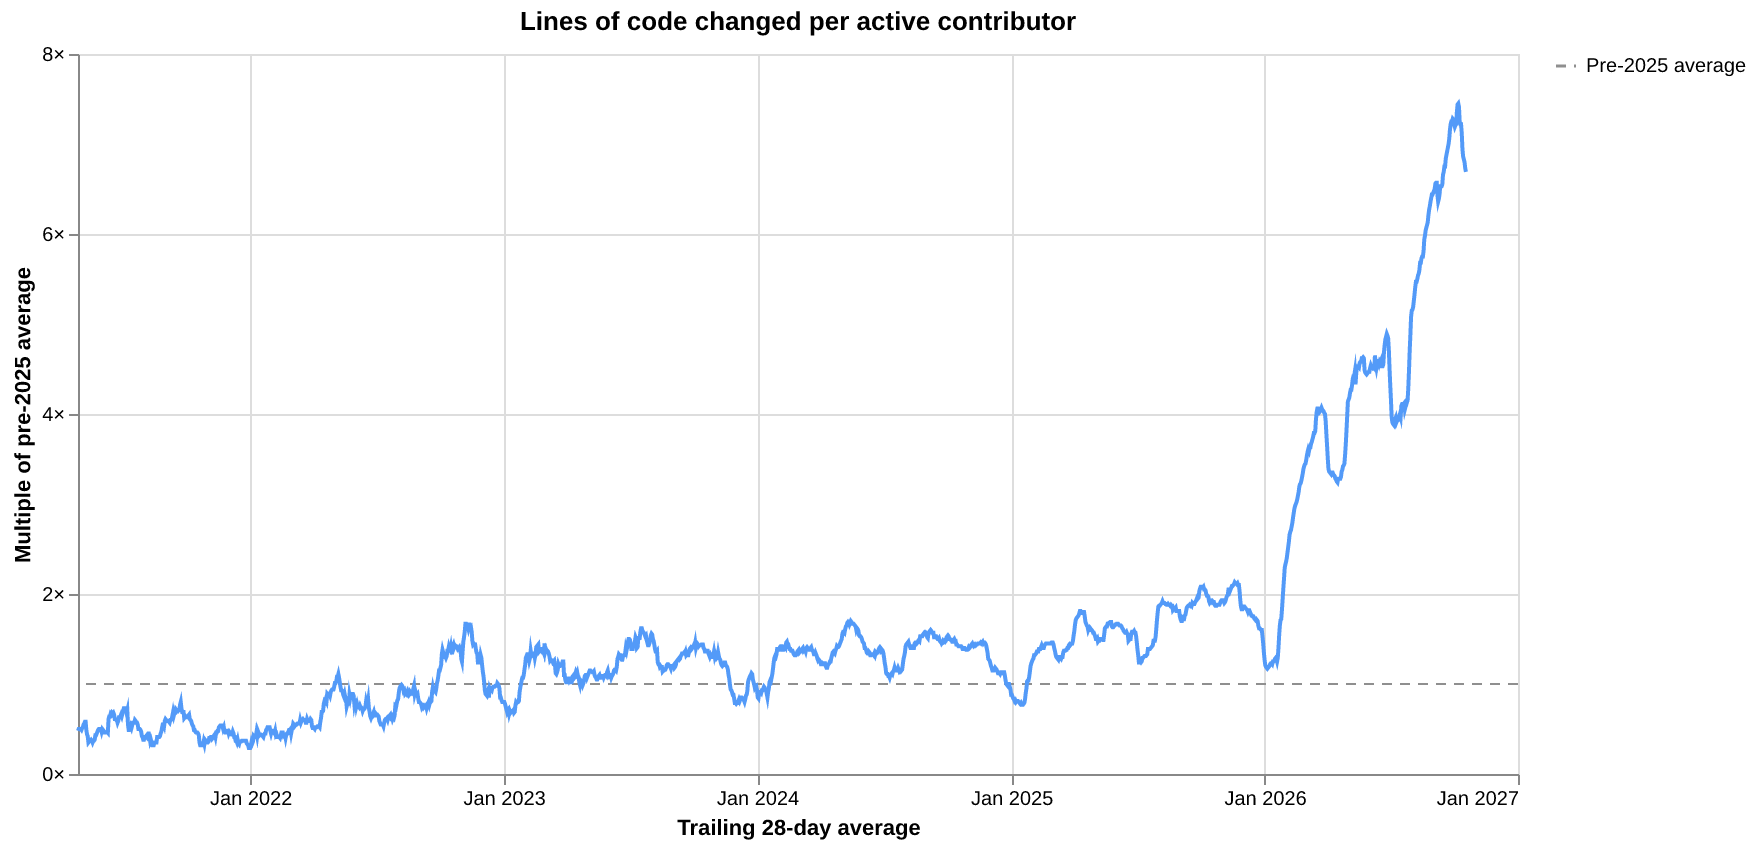 Lines of code changed per active contributor
8×
6×
4×
2×
0×
Multiple of pre-2025 average
Jan 2022
Jan 2023
Jan 2024
Jan 2025
Jan 2026
Jan 2027
Trailing 28-day average
Pre-2025 average